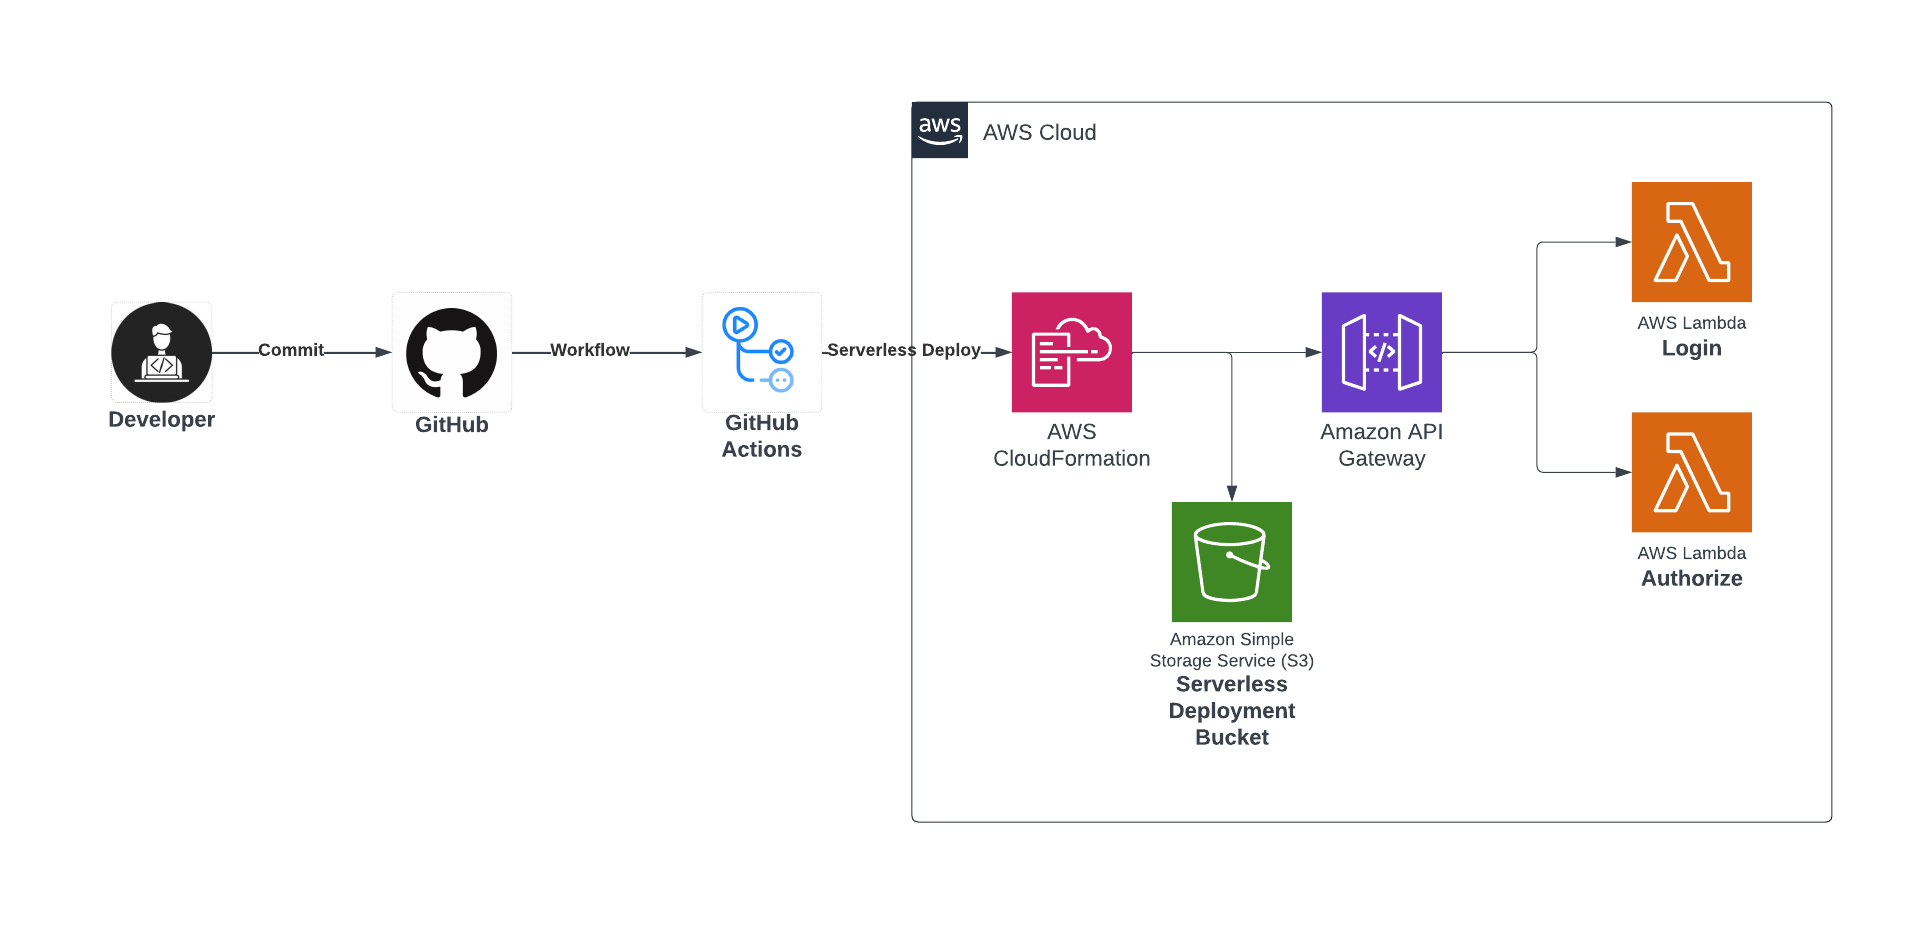 aws
AWS Cloud
Commit
Workflow
Serverless Deploy
Developer
GitHub
GitHub
Actions
AWS
CloudFormation
Amazon API
Gateway
AWS Lambda
Login
AWS Lambda
Authorize
Amazon Simple
Storage Service (S3)
Serverless
Deployment
Bucket